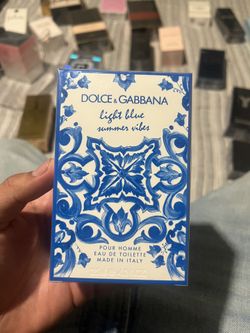 DOLCE & GABBANA
light blue
summer vibes
POUR HOMME
EAU DE TOILETTE
MADE IN ITALY